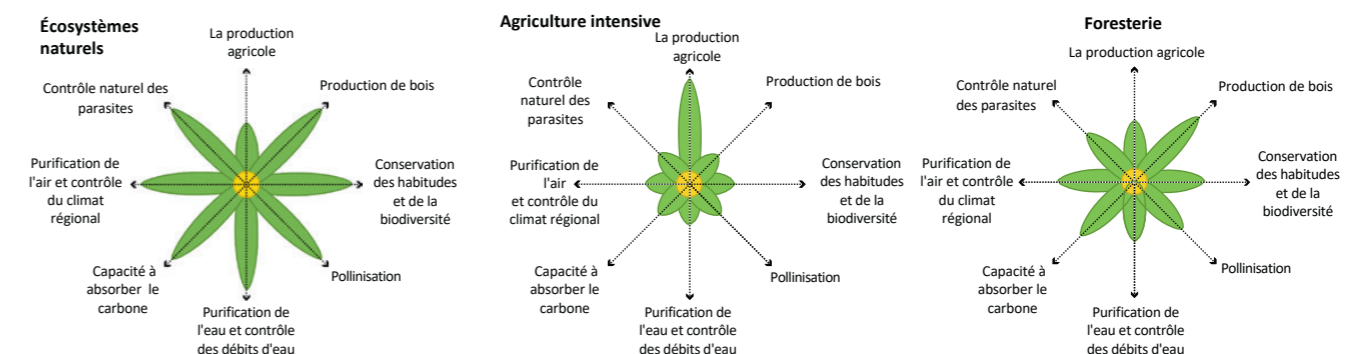 Écosystèmes
naturels
La production
agricole
Contrôle naturel des
parasites
Production de bois
Purification de
l'air et contrôle
du climat
régional
Conservation
des habitudes
et de la
biodiversité
Capacité à
absorber le
carbone
Pollinisation
Purification de
l'eau et contrôle
des débits d'eau
Agriculture intensive
La production
agricole
Contrôle
naturel des
parasites
Production de bois
Purification de
l'air
et contrôle du
climat régional
Conservation
des habitudes
et de la
biodiversité
Capacité à
absorber le
carbone
Pollinisation
Purification de
l'eau et contrôle
des débits d'eau
Foresterie
La production agricole
Contrôle naturel
des parasites
Production de bois
Purification de
l'air et contrôle
du climat
régional
Conservation
des habitudes
et de la
biodiversité
Capacité à
absorber le
carbone
Pollinisation
Purification de
l'eau et contrôle
des débits d'eau